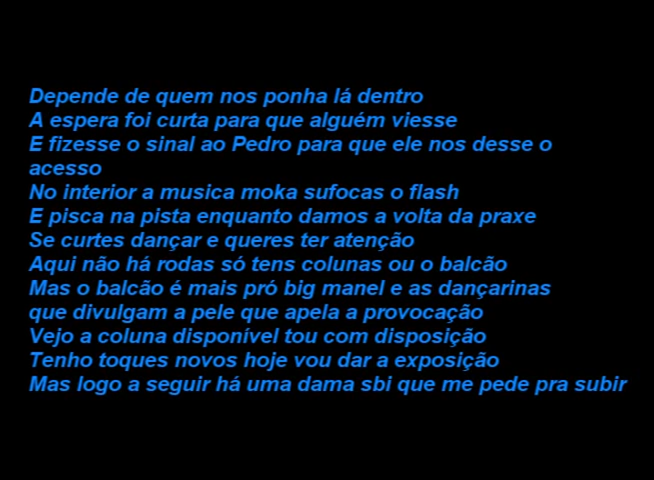 Depende de quem nos ponha lá dentro
A espera foi curta para que alguém viesse
E fizesse o sinal ao Pedro para que ele nos desse o
acesso
No interior a musica moka sufocas o flash
E pisca na pista enquanto damos a volta da praxe
Se curtes dançar e queres ter atenção
Aqui não há rodas só tens colunas ou o balcão
Mas o balcão é mais pró big manel e as dançarinas
que divulgam a pele que apela a provocação
Vejo a coluna disponível tou com disposição
Tenho toques novos hoje vou dar a exposição
Mas logo a seguir há uma dama sbi que me pede pra subir